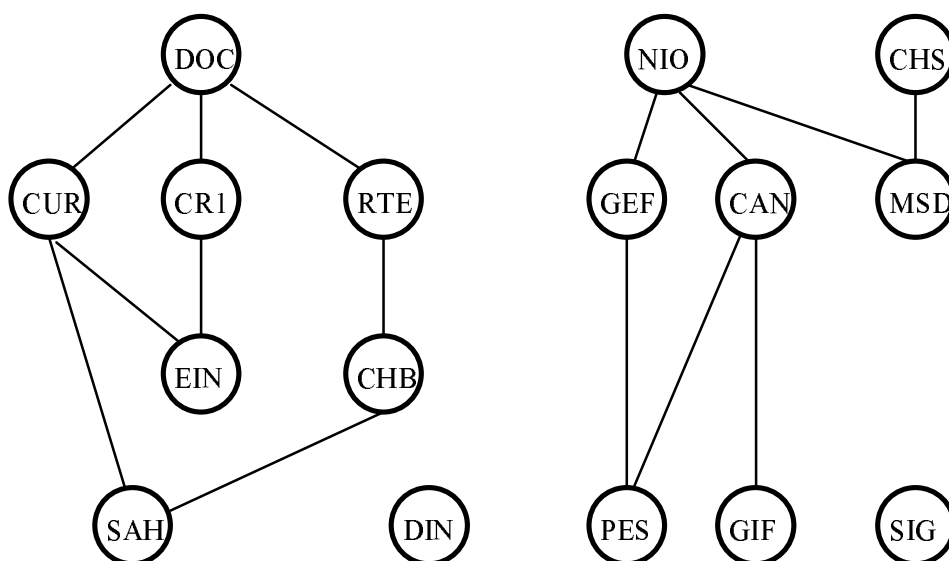 DOC
NIO
CHS
CUR
CR1
RTE
GEF
CAN
MSD
EIN
CHB
SAH
DIN
PES
GIF
SIG